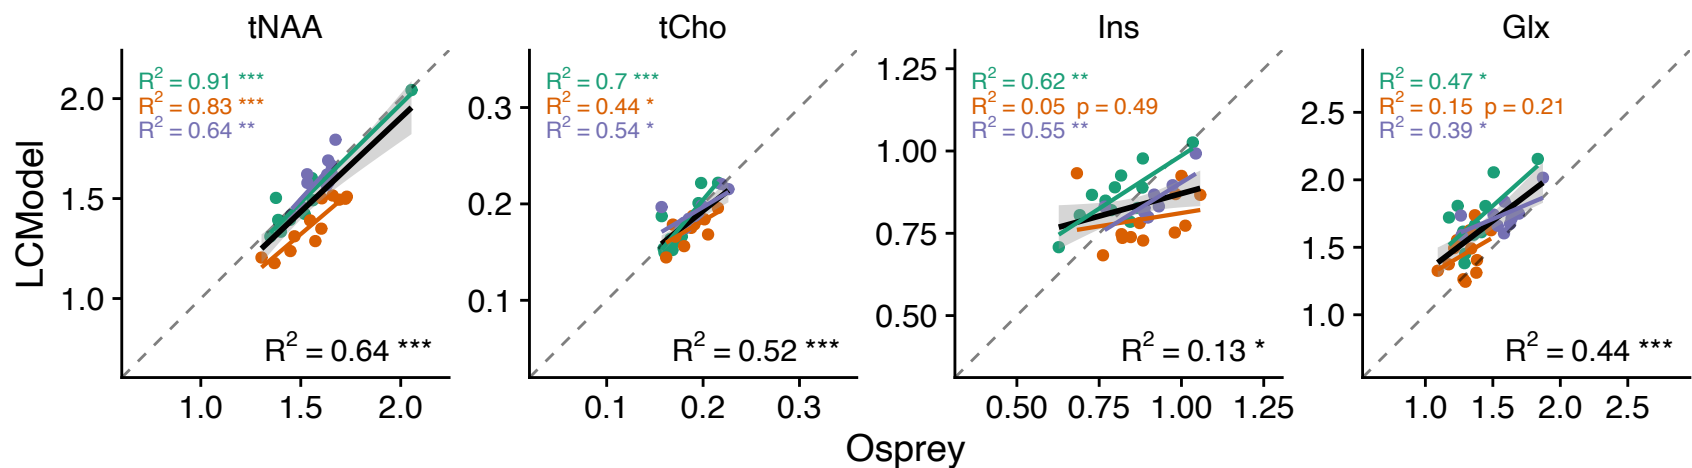 tNAA
tCho
Ins
Glx
LCModel
R² = 0.91 ***
R² = 0.83 ***
R² = 0.64 **
2.0
1.5
1.0
R² = 0.64 ***
1.0 1.5 2.0
R² = 0.7 ***
R² = 0.44 *
R² = 0.54 *
0.3
0.2
0.1
R² = 0.52 ***
0.1 0.2 0.3
R² = 0.62 **
R² = 0.05 p = 0.49
R² = 0.55 **
1.25
1.00
0.75
0.50
R² = 0.13 *
0.50 0.75 1.00 1.25
R² = 0.47 *
R² = 0.15 p = 0.21
R² = 0.39 *
2.5
2.0
1.5
1.0
R² = 0.44 ***
1.0 1.5 2.0 2.5
Osprey